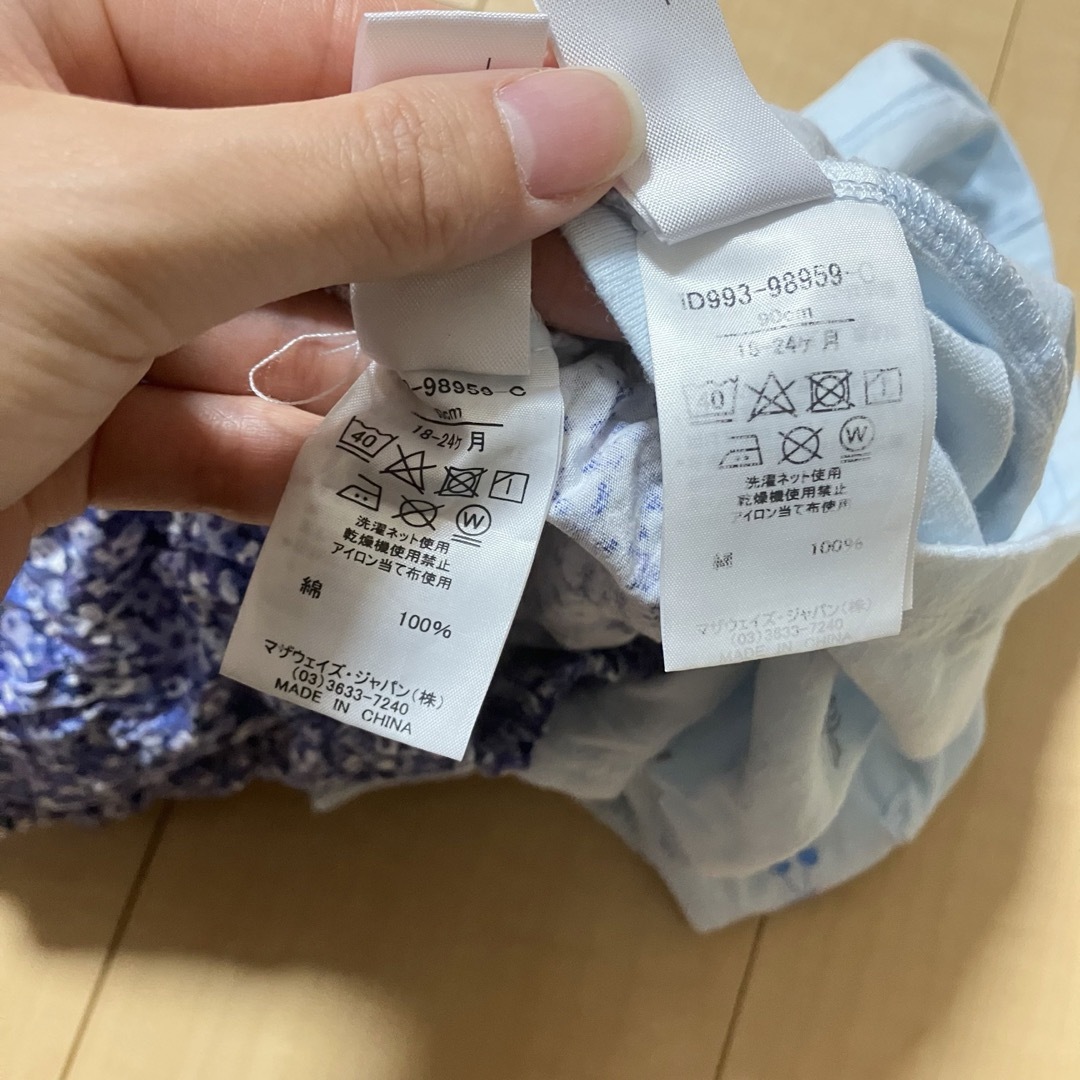 -98959-C
18-24ヶ月
40
洗濯ネット使用
乾燥機使用禁止
アイロン当て布使用
綿
100%
マザウェイズ・ジャパン(株)
(03)3633-7240
MADE IN CHINA
ID993-98959-C
90cm
18-24ヶ月
40
1
W
洗濯ネット使用
乾燥機使用禁止
アイロン当て布使用
綿 100%
マザウェイズ・ジャパン(株)
(03)3633-7240
MADE IN CHINA